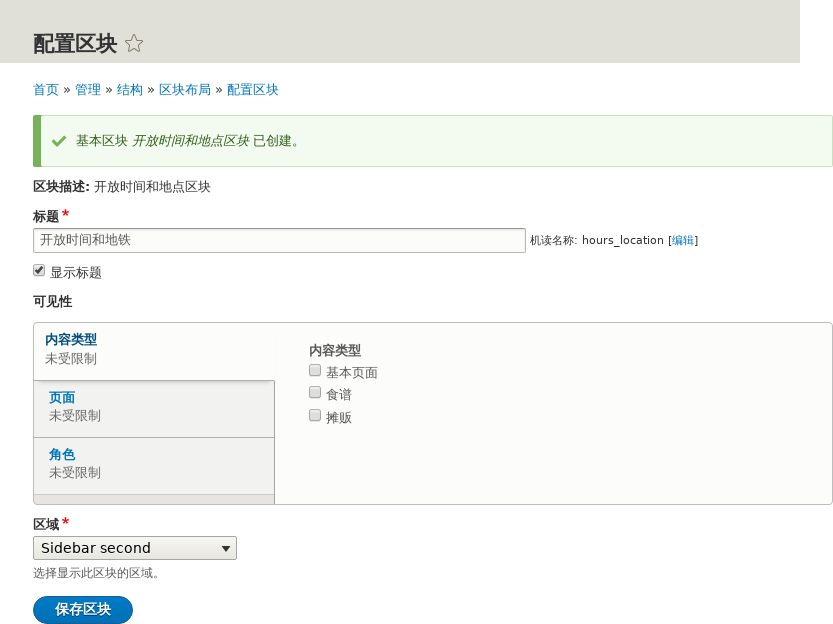 配置区块
首页 » 管理 » 结构 » 区块布局 » 配置区块
基本区块 开放时间和地点区块 已创建。
区块描述: 开放时间和地点区块
标题*
开放时间和地铁 机读名称: hours_location [编辑]
显示标题
可见性
内容类型
未受限制
页面
未受限制
角色
未受限制
内容类型
基本页面
食谱
摊贩
区域*
Sidebar second
选择显示此区块的区域。
保存区块